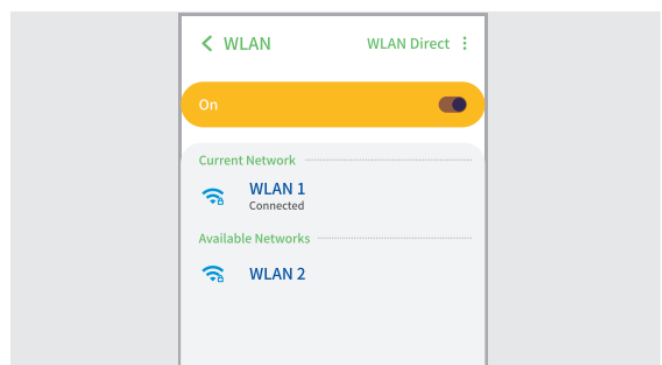 WLAN WLAN Direct
On
Current Network
WLAN 1
Connected
Available Networks
WLAN 2